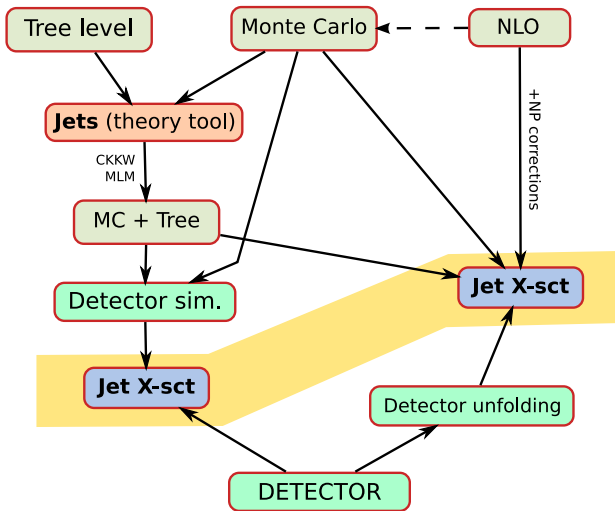 Tree level
Monte Carlo
NLO
Jets (theory tool)
+NP corrections
CKKW
MLM
MC + Tree
Jet X-sct
Detector sim.
Jet X-sct
Detector unfolding
DETECTOR